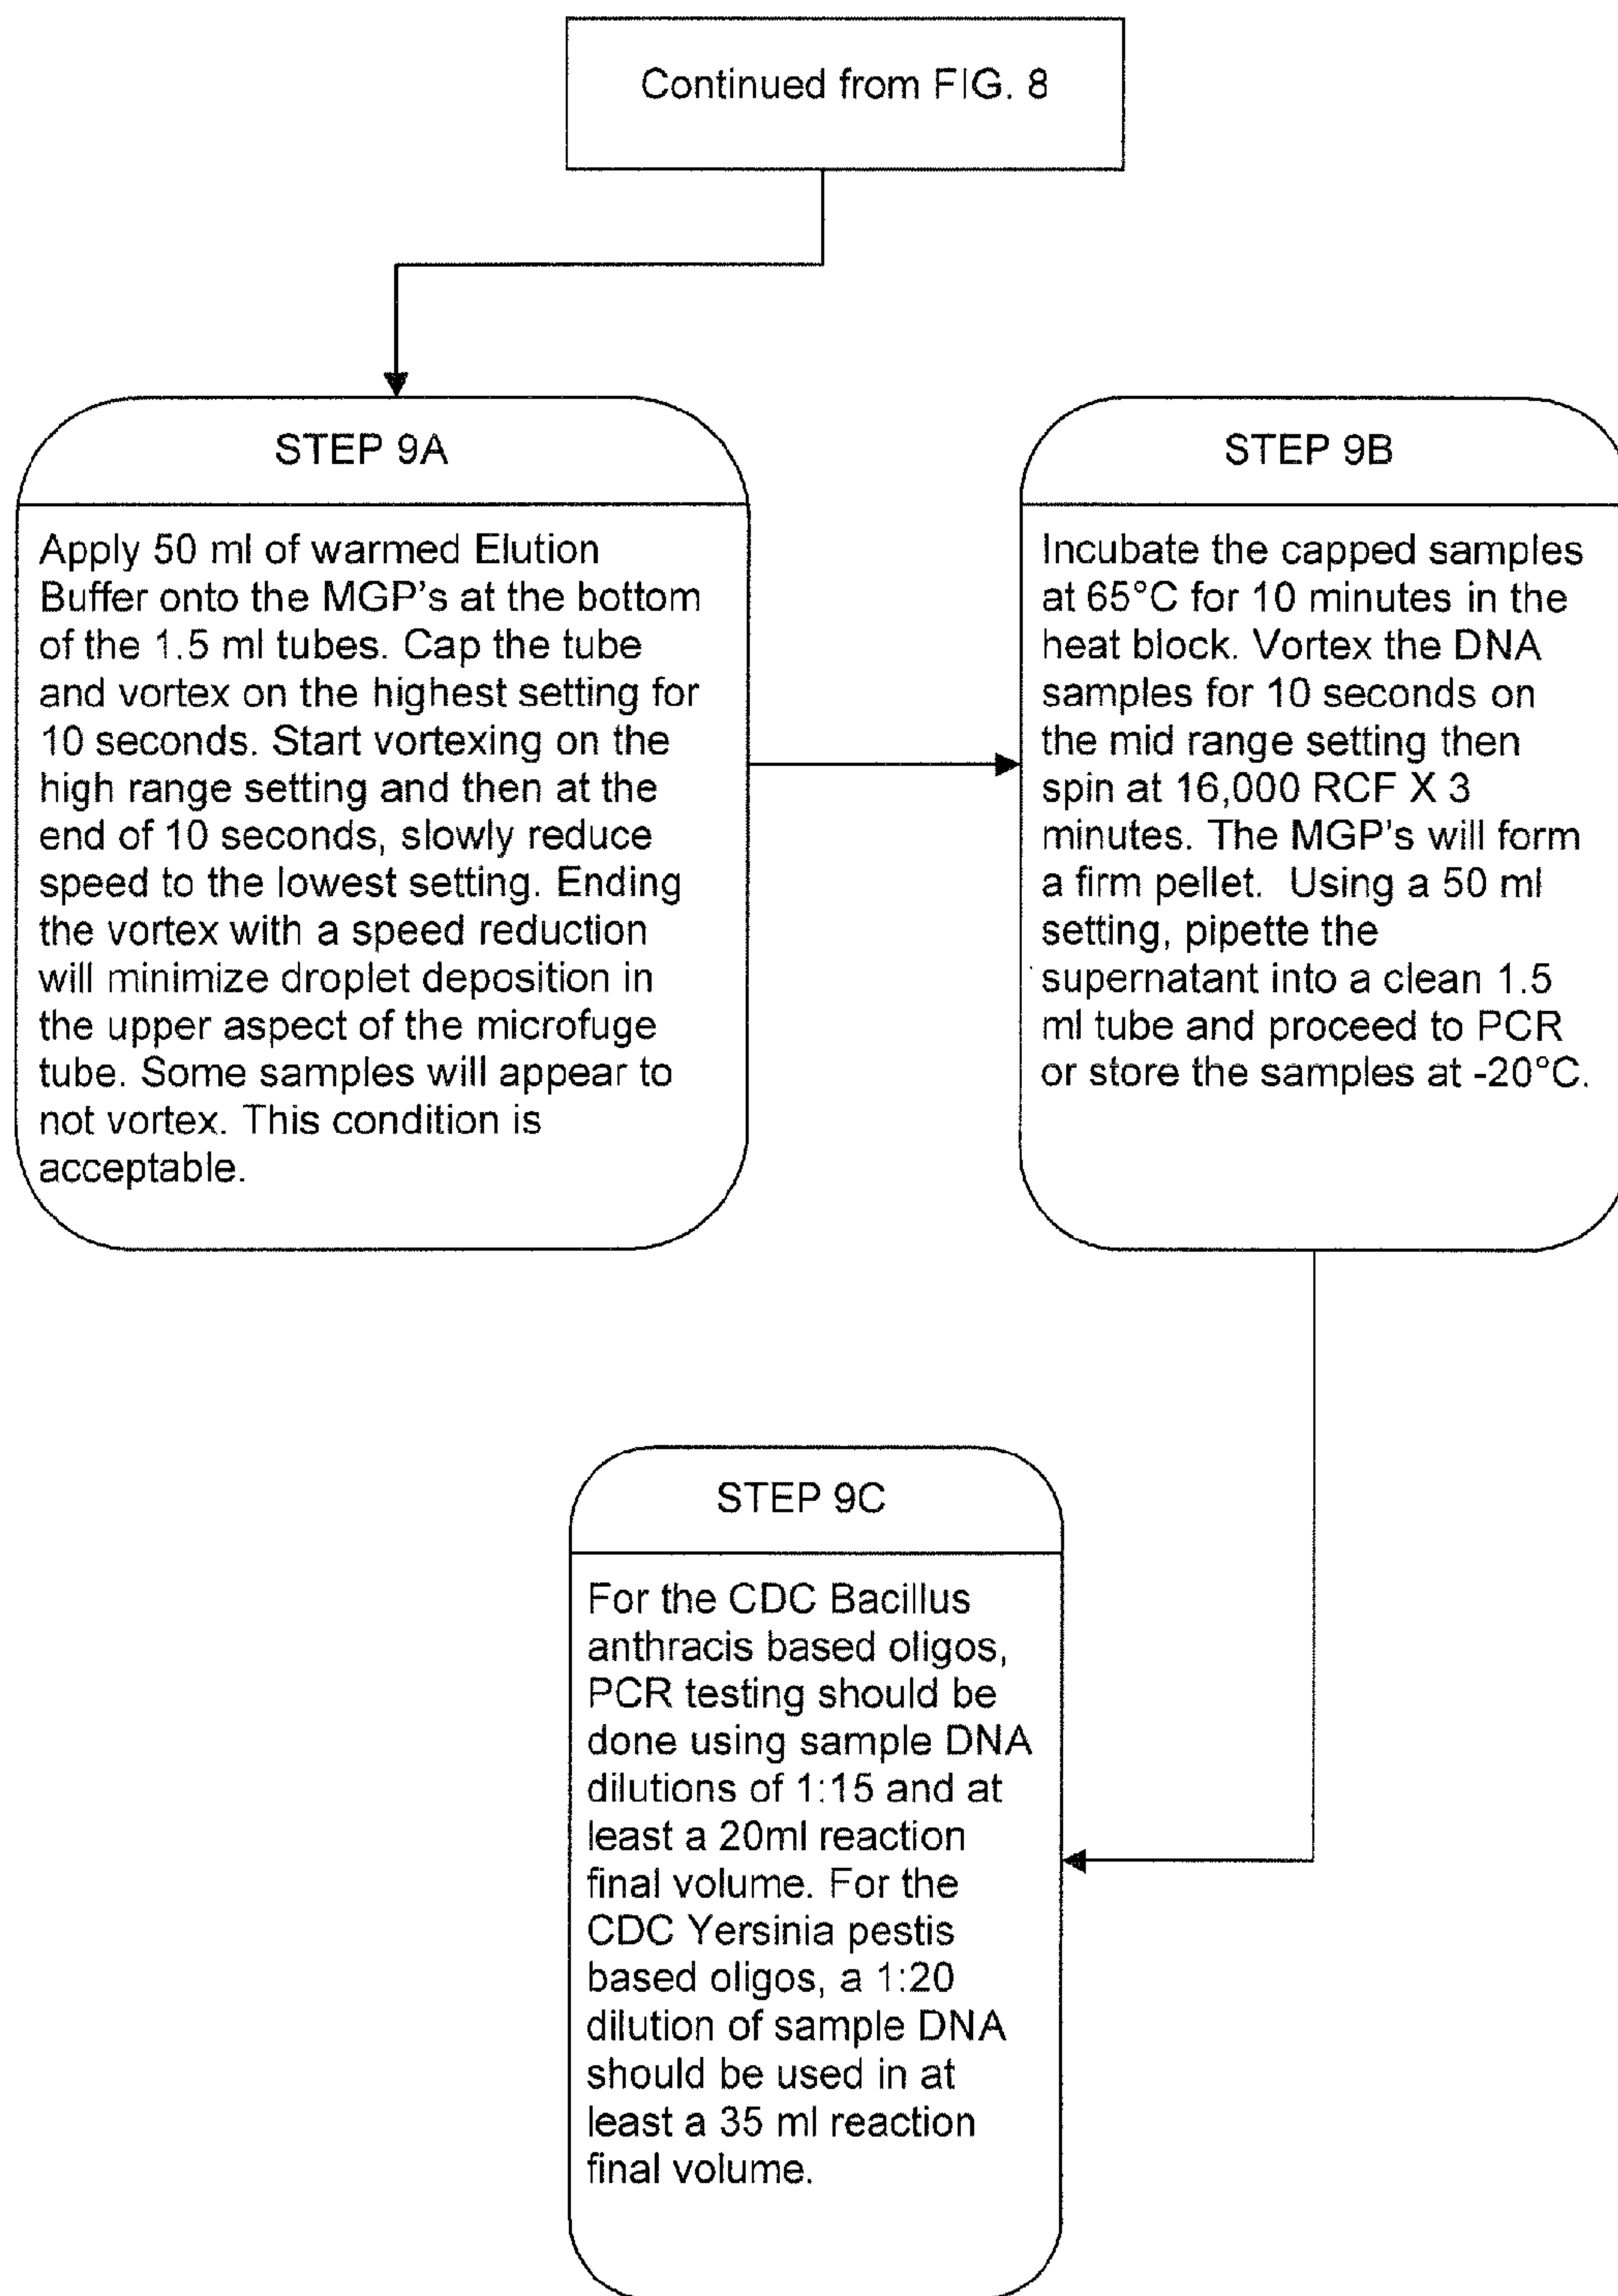 Continued from FIG. 8
STEP 9A
Apply 50 ml of warmed Elution
Buffer onto the MGP's at the bottom
of the 1.5 ml tubes. Cap the tube
and vortex on the highest setting for
10 seconds. Start vortexing on the
high range setting and then at the
end of 10 seconds, slowly reduce
speed to the lowest setting. Ending
the vortex with a speed reduction
will minimize droplet deposition in
the upper aspect of the microfuge
tube. Some samples will appear to
not vortex. This condition is
acceptable.
STEP 9B
Incubate the capped samples
at 65°C for 10 minutes in the
heat block. Vortex the DNA
samples for 10 seconds on
the mid range setting then
spin at 16,000 RCF X 3
minutes. The MGP's will form
a firm pellet.  Using a 50 ml
setting, pipette the
supernatant into a clean 1.5
ml tube and proceed to PCR
or store the samples at -20°C.
STEP 9C
For the CDC Bacillus
anthracis based oligos,
PCR testing should be
done using sample DNA
dilutions of 1:15 and at
least a 20ml reaction
final volume. For the
CDC Yersinia pestis
based oligos, a 1:20
dilution of sample DNA
should be used in at
least a 35 ml reaction
final volume.